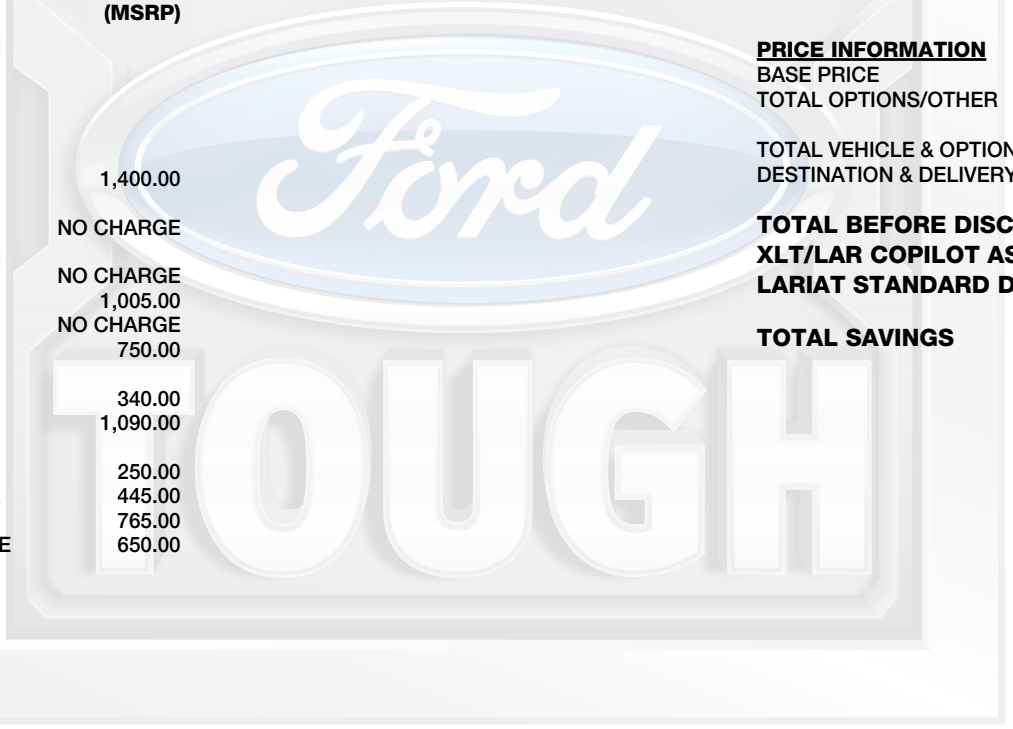 (MSRP)
1,400.00
NO CHARGE
NO CHARGE
1,005.00
NO CHARGE
750.00
340.00
1,090.00
250.00
445.00
765.00
E 650.00
PRICE INFORMATION
BASE PRICE
TOTAL OPTIONS/OTHER
TOTAL VEHICLE & OPTION
DESTINATION & DELIVERY
TOTAL BEFORE DISC
XLT/LAR COPILOT AS
LARIAT STANDARD D
TOTAL SAVINGS
Ford
TOUGH